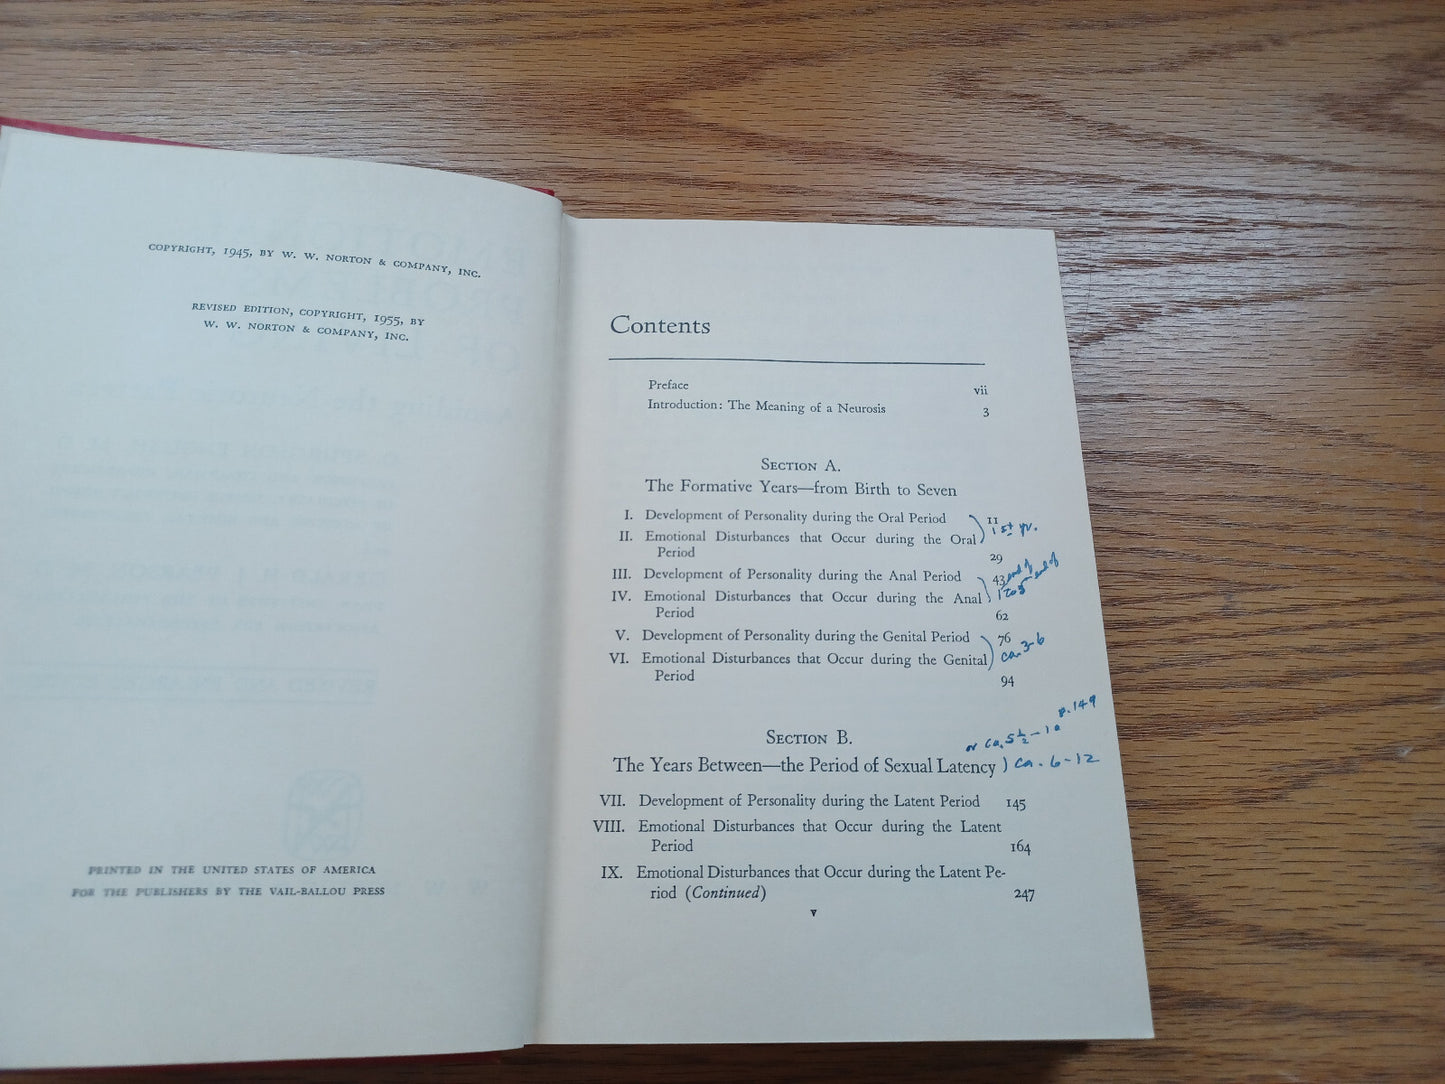 COPYRIGHT, 1945, BY W. W. NORTON & COMPANY, INC.
REVISED EDITION, COPYRIGHT, 1955, BY
W. W. NORTON & COMPANY, INC.
PRINTED IN THE UNITED STATES OF AMERICA
FOR THE PUBLISHERS BY THE VAIL-BALLOU PRESS
Contents
Preface vii
Introduction: The Meaning of a Neurosis 3
SECTION A.
The Formative Years—from Birth to Seven
I. Development of Personality during the Oral Period 11
1st yr.
II. Emotional Disturbances that Occur during the Oral
Period 29
III. Development of Personality during the Anal Period 43
IV. Emotional Disturbances that Occur during the Anal
Period 62
V. Development of Personality during the Genital Period 76
ca. 3-6
VI. Emotional Disturbances that Occur during the Genital
Period 94
p. 149
or ca. 5½-10
SECTION B.
The Years Between—the Period of Sexual Latency ) ca. 6-12
VII. Development of Personality during the Latent Period 145
VIII. Emotional Disturbances that Occur during the Latent
Period 164
IX. Emotional Disturbances that Occur during the Latent Pe-
riod (Continued) 247
v